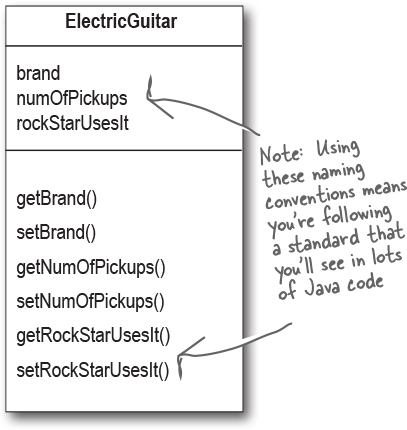 ElectricGuitar
brand
numOfPickups
rockStarUsesIt
getBrand()
setBrand()
getNumOfPickups()
setNumOfPickups()
getRockStarUsesIt()
setRockStarUsesIt()
Note: Using
these naming
conventions means
you're following
a standard that
you'll see in lots
of Java code